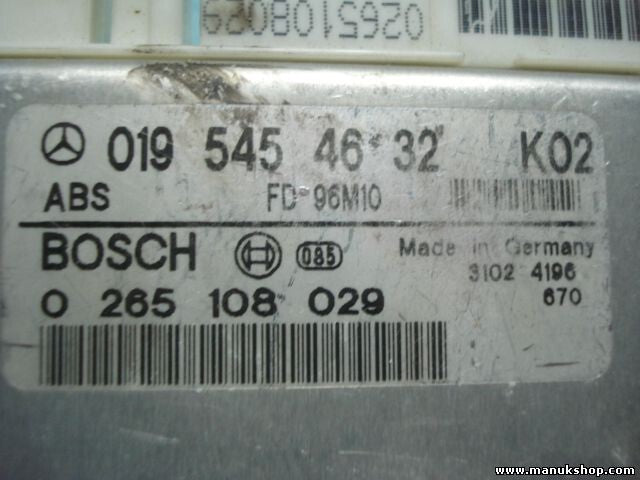 0265108029
019 545 46 32 K02
ABS FD-96M10
BOSCH 085 Made in Germany
3102 4196
0 265 108 029 670
www.manukshop.com